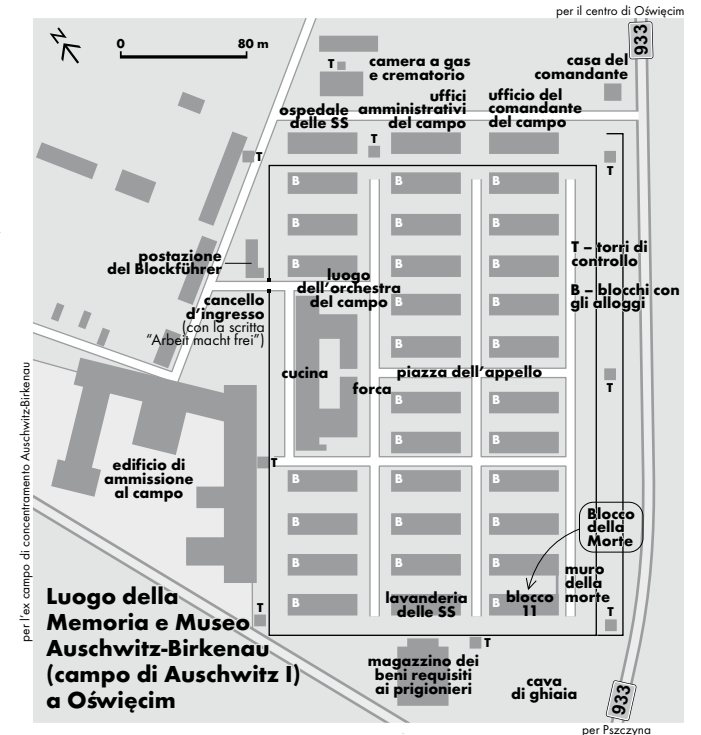 per il centro di Oświęcim
933
0 80 m
T
camera a gas
e crematorio
casa del
comandante
ospedale
delle SS
uffici
amministrativi
del campo
ufficio del
comandante
del campo
T
T
T
B B B
B B B
B B B
postazione
del Blockführer
luogo
dell'orchestra
del campo
T – torri di
controllo
B – blocchi con
gli alloggi
B B
cancello
d'ingresso
(con la scritta
"Arbeit macht frei")
B B
cucina
forca
piazza dell'appello
T
B B
B B
edificio di
ammissione
al campo
T
B B B
B B B
B B B
B B
Blocco
della
Morte
muro
della
morte
lavanderia
delle SS
blocco
11
T
T
T
per l'ex campo di concentramento Auschwitz-Birkenau
Luogo della
Memoria e Museo
Auschwitz-Birkenau
(campo di Auschwitz I)
a Oświęcim
magazzino dei
beni requisiti
ai prigionieri
cava
di ghiaia
933
per Pszczyna